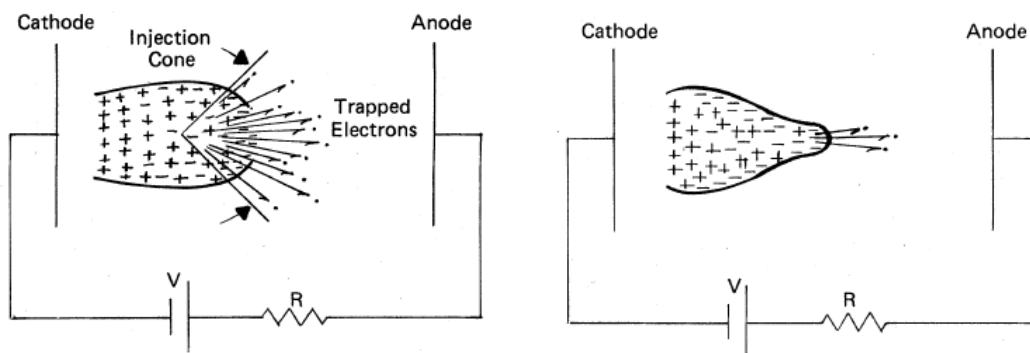 Cathode
Anode
Injection
Cone
Trapped
Electrons
V
R
Cathode
Anode
V
R